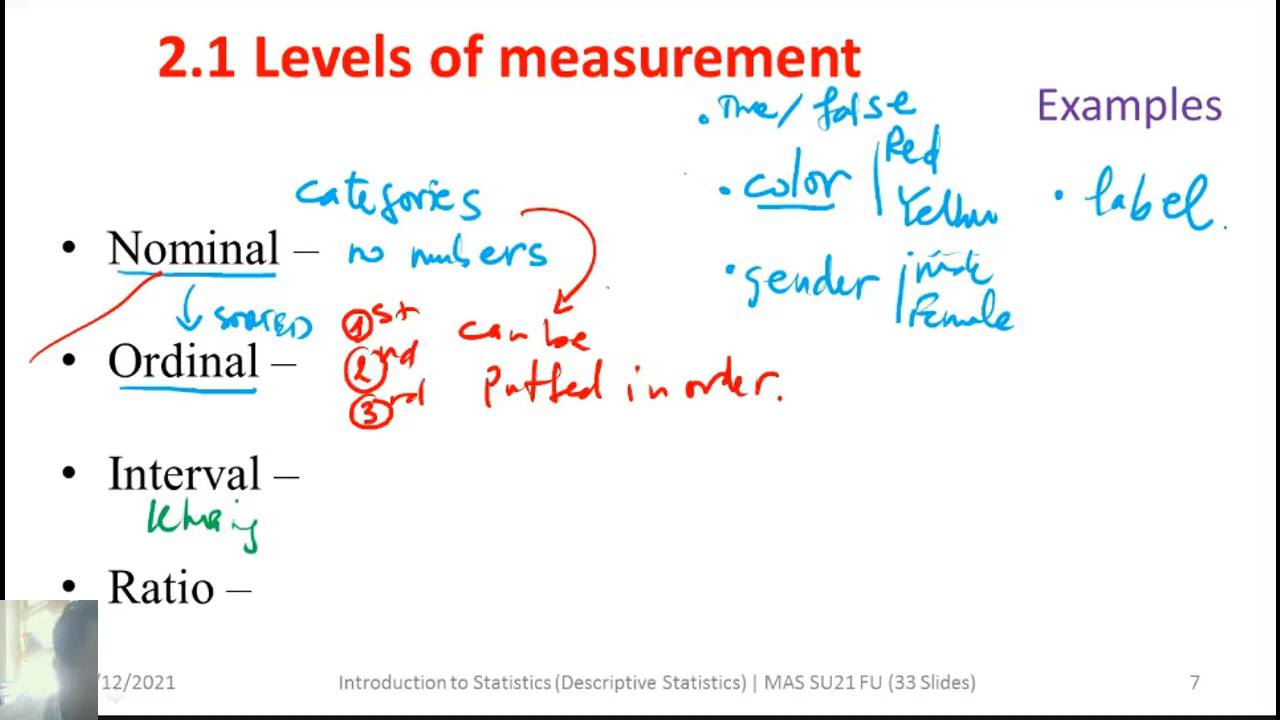 2.1 Levels of measurement
Examples
• True/false
• color | Red
Yellow
• label.
• gender | male
Female
categories
• Nominal – no numbers
sorted
• Ordinal – 1st can be
2nd putted in order.
3rd
• Interval –
• Ratio –
/12/2021
Introduction to Statistics (Descriptive Statistics) | MAS SU21 FU (33 Slides)
7